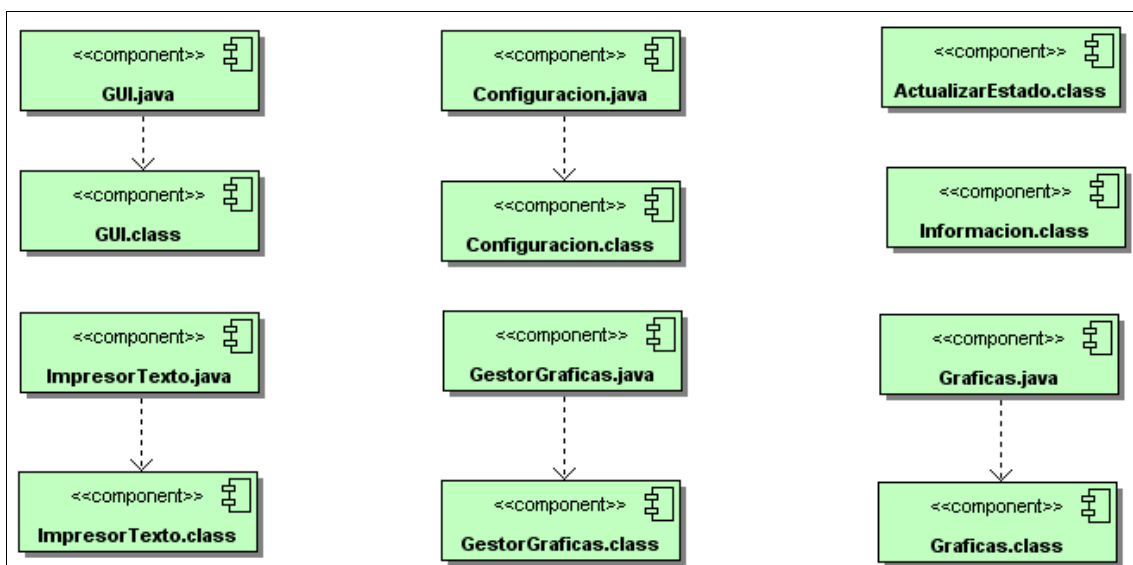 <<component>>
GUI.java
<<component>>
Configuracion.java
<<component>>
ActualizarEstado.class
<<component>>
GUI.class
<<component>>
Configuracion.class
<<component>>
Informacion.class
<<component>>
ImpresorTexto.java
<<component>>
GestorGraficas.java
<<component>>
Graficas.java
<<component>>
ImpresorTexto.class
<<component>>
GestorGraficas.class
<<component>>
Graficas.class